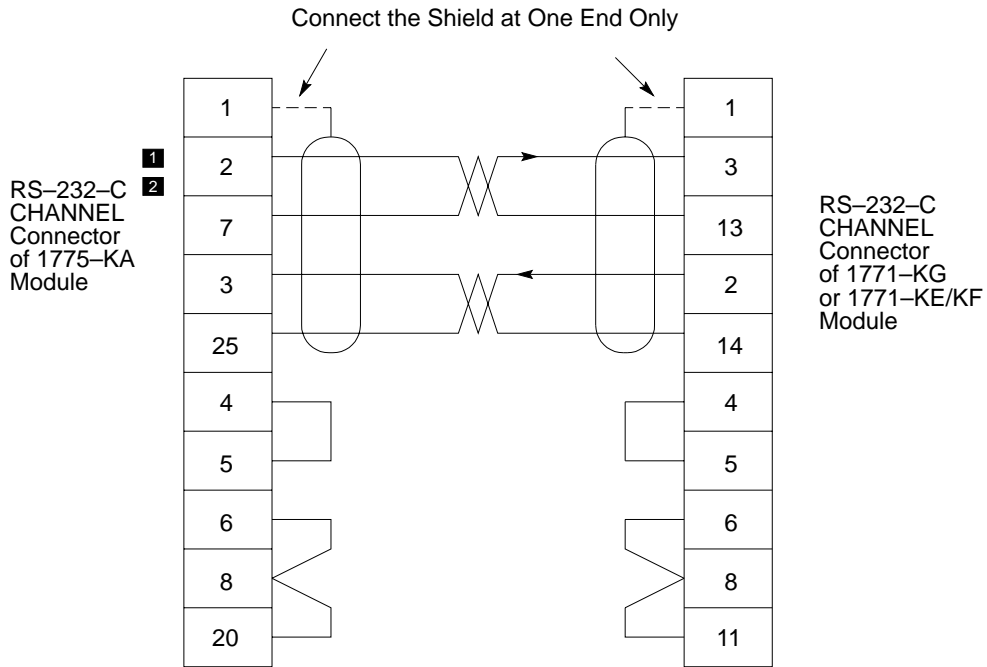 Connect the Shield at One End Only
1 1
1
2 3
RS–232–C 2
CHANNEL
Connector
of 1775–KA
Module
RS–232–C
CHANNEL
Connector
of 1771–KG
or 1771–KE/KF
Module
7 13
3 2
25 14
4 4
5 5
6 6
8 8
20 11